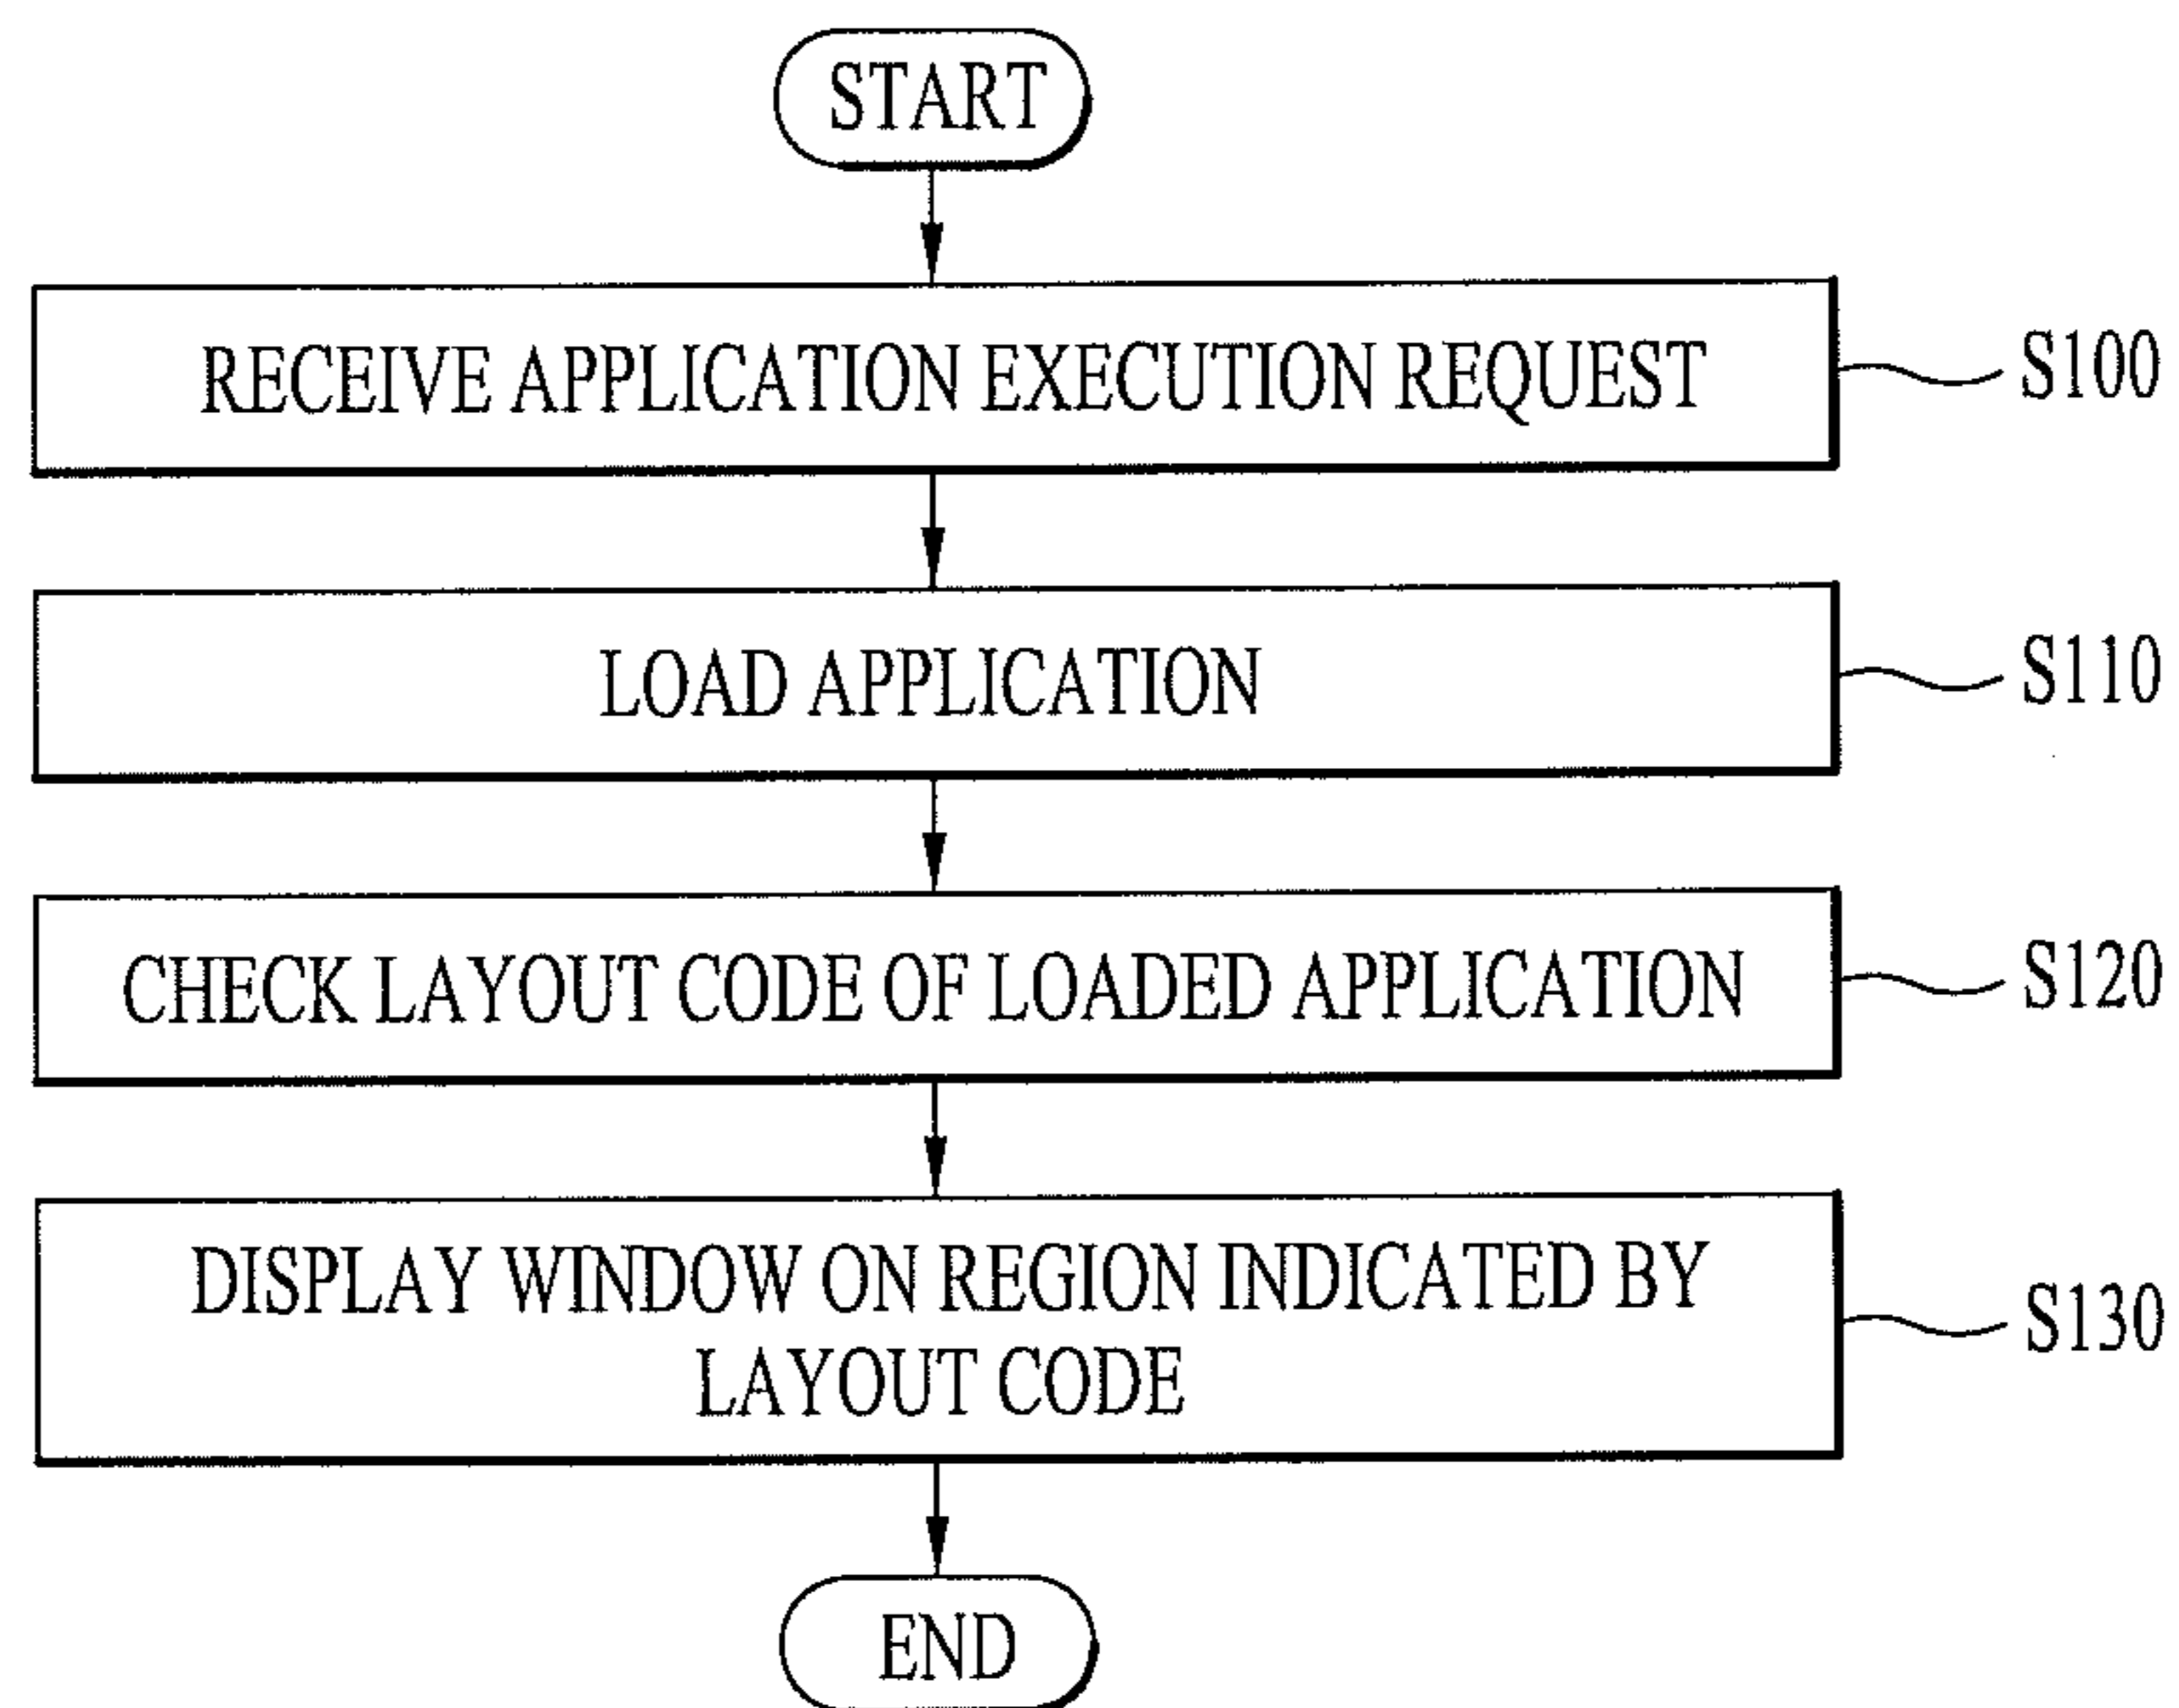 START
RECEIVE APPLICATION EXECUTION REQUEST
S100
LOAD APPLICATION
S110
CHECK LAYOUT CODE OF LOADED APPLICATION
S120
DISPLAY WINDOW ON REGION INDICATED BY
LAYOUT CODE
S130
END